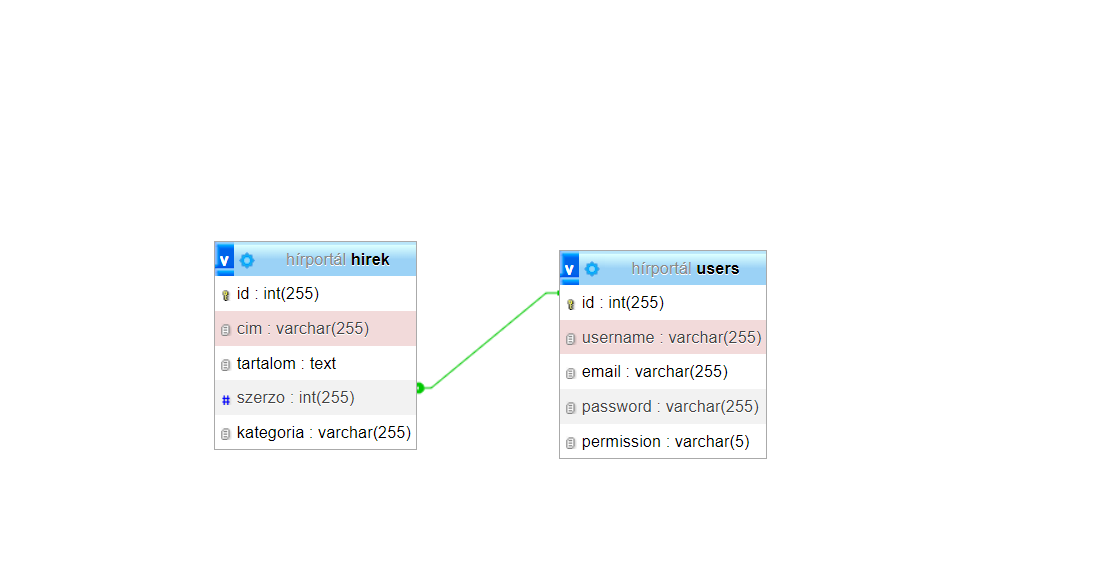 v hírportál hirek
id : int(255)
cim : varchar(255)
tartalom : text
# szerzo : int(255)
kategoria : varchar(255)
v hírportál users
id : int(255)
username : varchar(255)
email : varchar(255)
password : varchar(255)
permission : varchar(5)